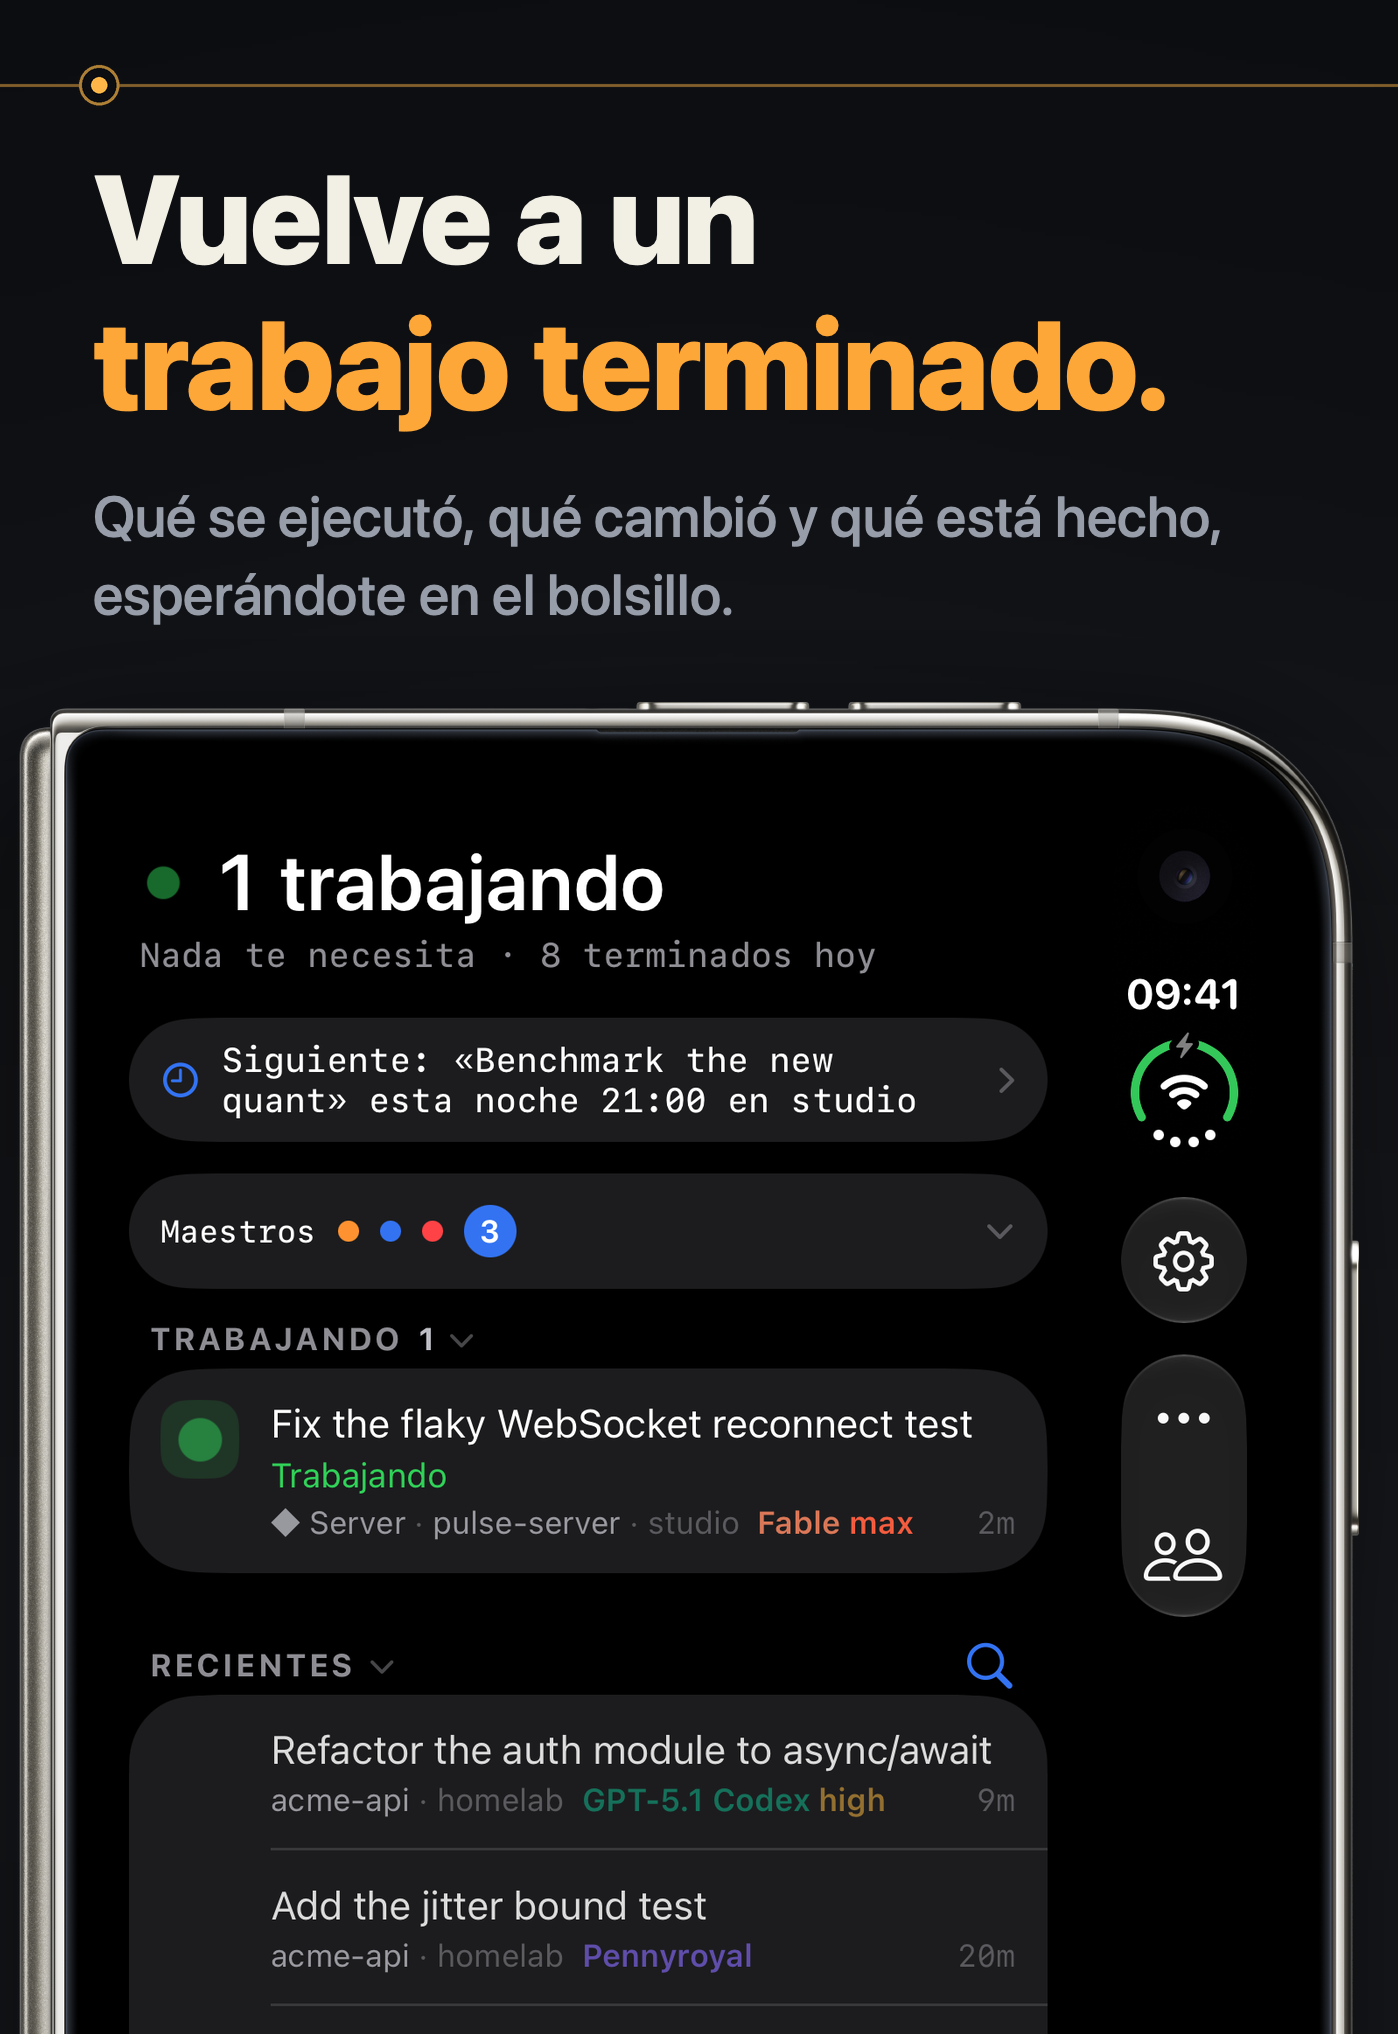 Vuelve a un
trabajo terminado.
Qué se ejecutó, qué cambió y qué está hecho,
esperándote en el bolsillo.
1 trabajando
Nada te necesita · 8 terminados hoy
09:41
Siguiente: «Benchmark the new
quant» esta noche 21:00 en studio
Maestros 3
TRABAJANDO 1
Fix the flaky WebSocket reconnect test
Trabajando
Server · pulse-server · studio Fable max 2m
RECIENTES
Refactor the auth module to async/await
acme-api · homelab GPT-5.1 Codex high 9m
Add the jitter bound test
acme-api · homelab Pennyroyal 20m